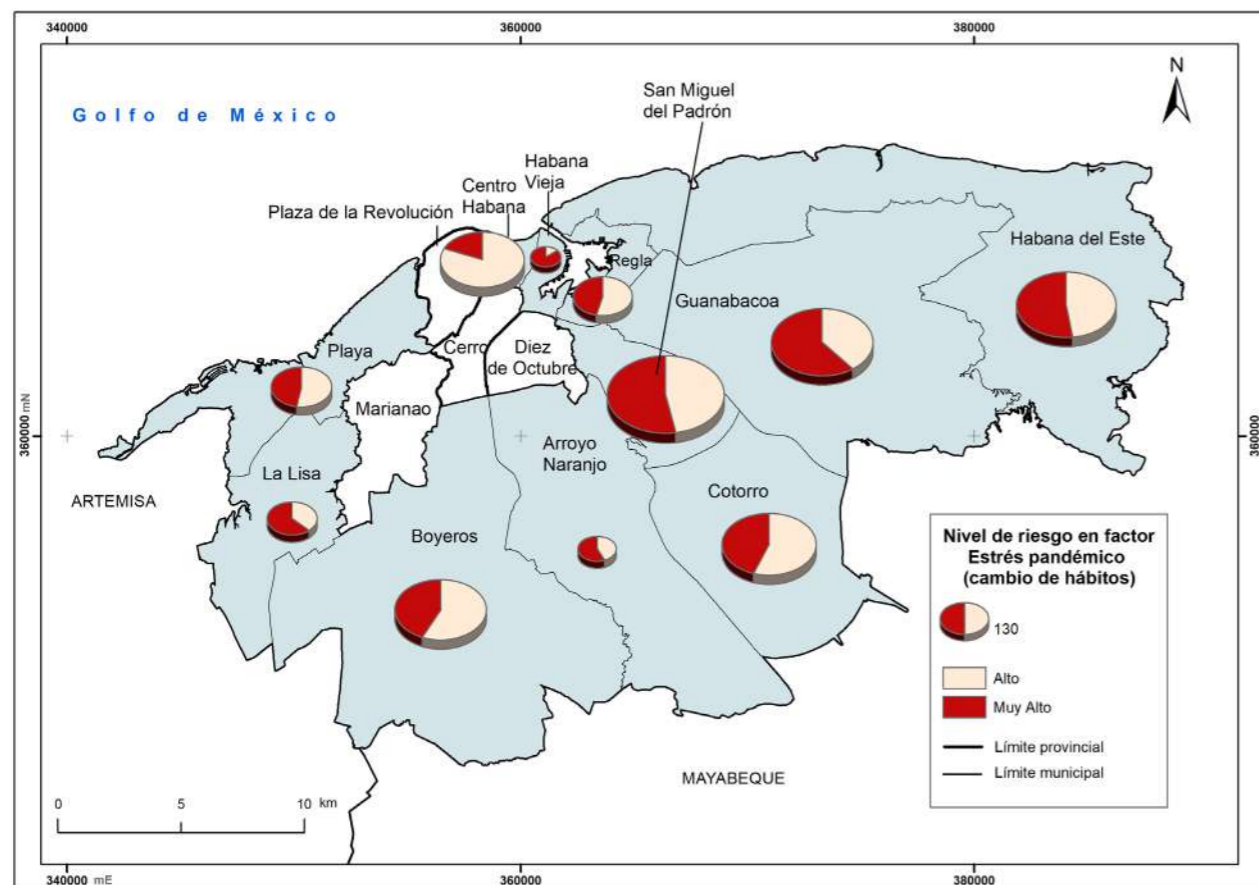 340000
360000
380000
Golfo de México
N
San Miguel
del Padrón
Habana
Vieja
Centro
Habana
Plaza de la Revolución
Regla
Habana del Este
Guanabacoa
Playa
Cerro
Diez
de Octubre
Marianao
360000 mN
360000
Arroyo
Naranjo
La Lisa
ARTEMISA
Cotorro
Boyeros
Nivel de riesgo en factor
Estrés pandémico
(cambio de hábitos)
130
Alto
Muy Alto
Límite provincial
Límite municipal
MAYABEQUE
0 5 10 km
340000 mE
360000
380000